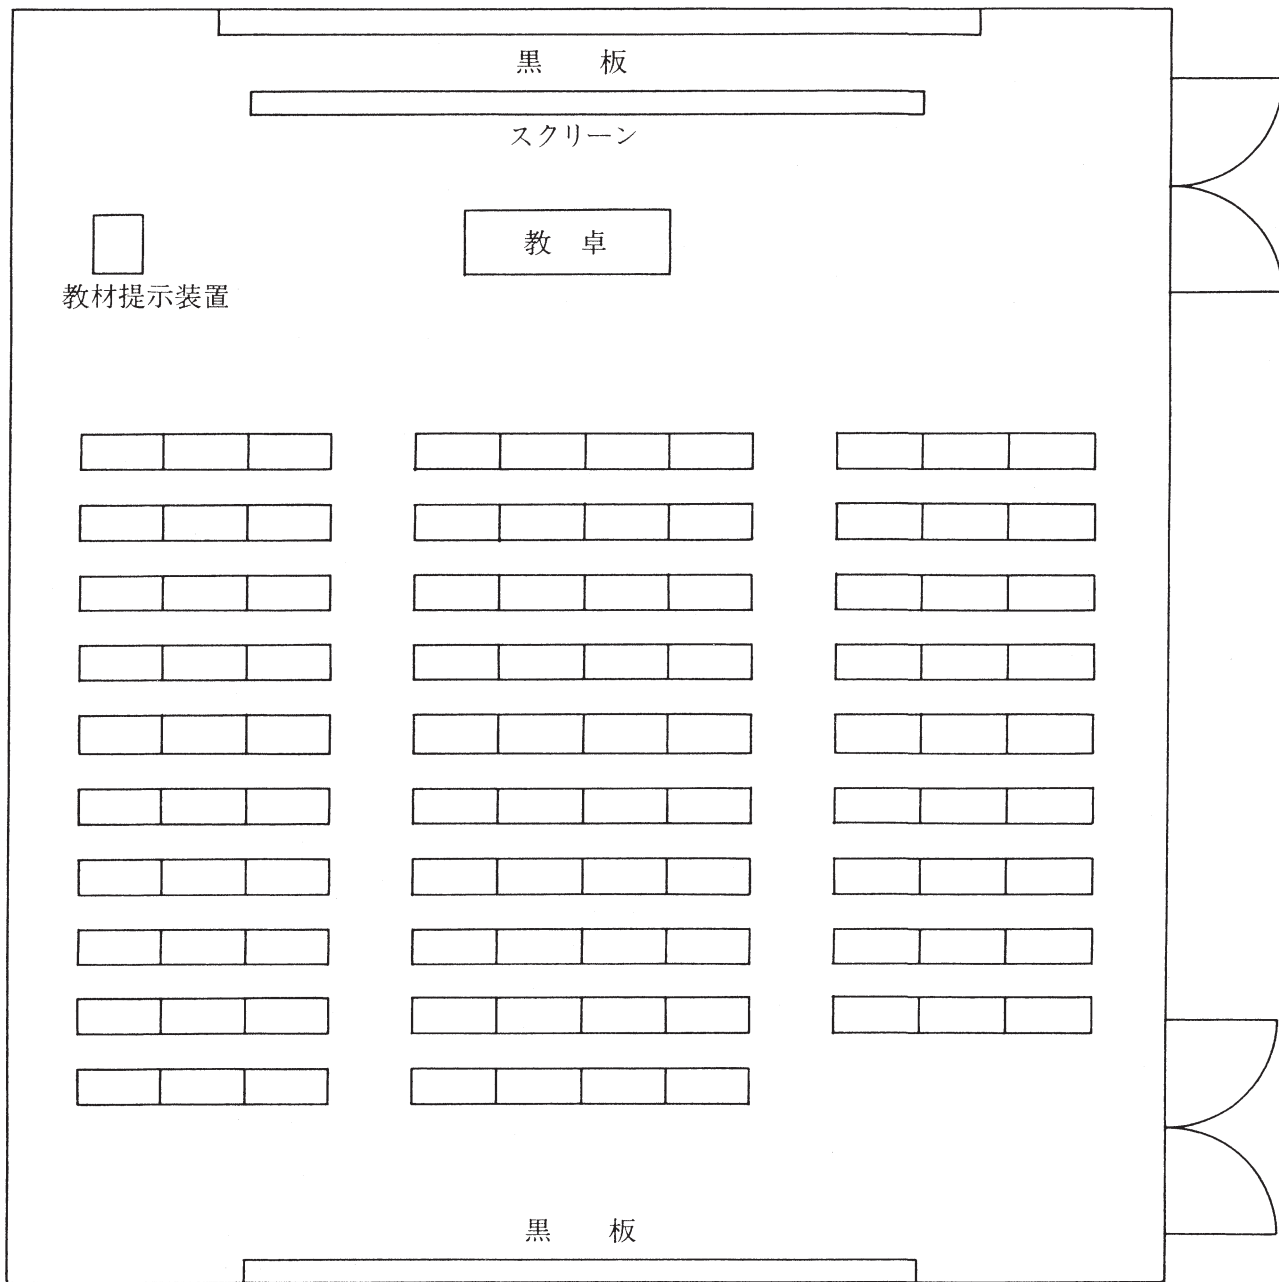 黒　板
スクリーン
教　卓
教材提示装置
黒　板